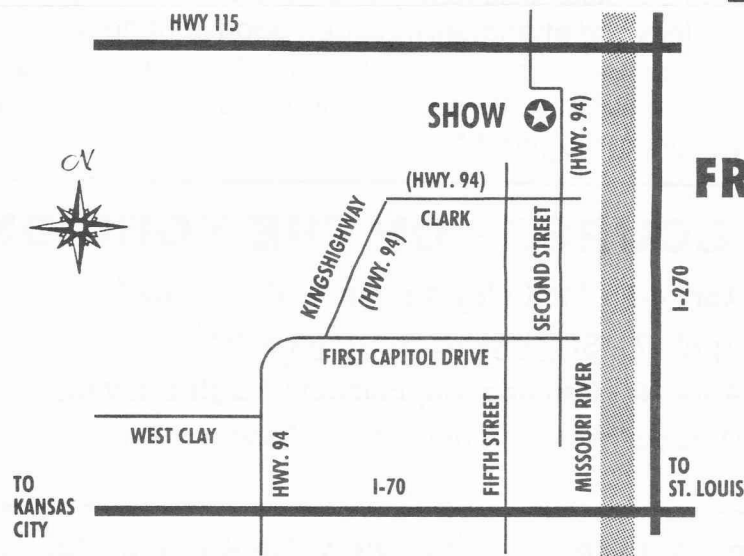 HWY 115
SHOW
(HWY. 94)
N
FR
(HWY. 94)
CLARK
KINGSHIGHWAY
(HWY. 94)
SECOND STREET
I-270
FIRST CAPITOL DRIVE
WEST CLAY
HWY. 94
FIFTH STREET
MISSOURI RIVER
I-70
TO
KANSAS
CITY
TO
ST. LOUIS